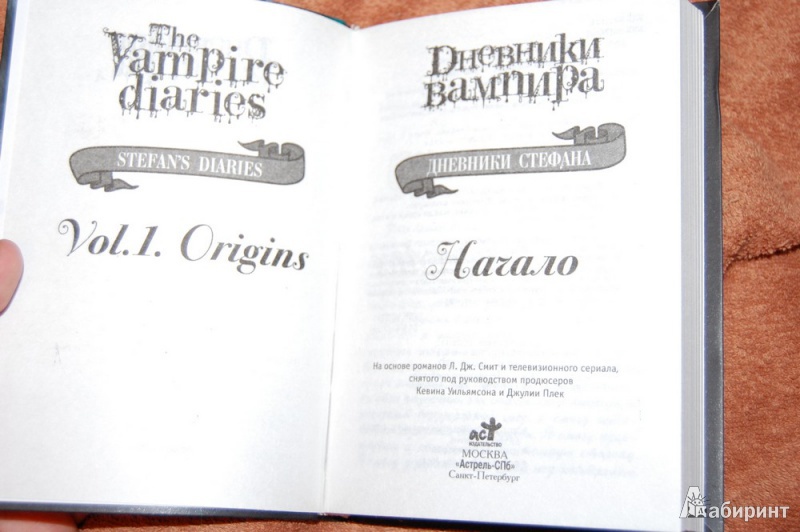 The
Vampire
diaries
STEFAN'S DIARIES
Vol.1. Origins
Дневники
вампира
ДНЕВНИКИ СТЕФАНА
Начало
На основе романов Л. Дж. Смит и телевизионного сериала,
снятого под руководством продюсеров
Кевина Уильямсона и Джулии Плек
аст
ИЗДАТЕЛЬСТВО
МОСКВА
«Астрель-СПб»
Санкт-Петербург
Лабиринт